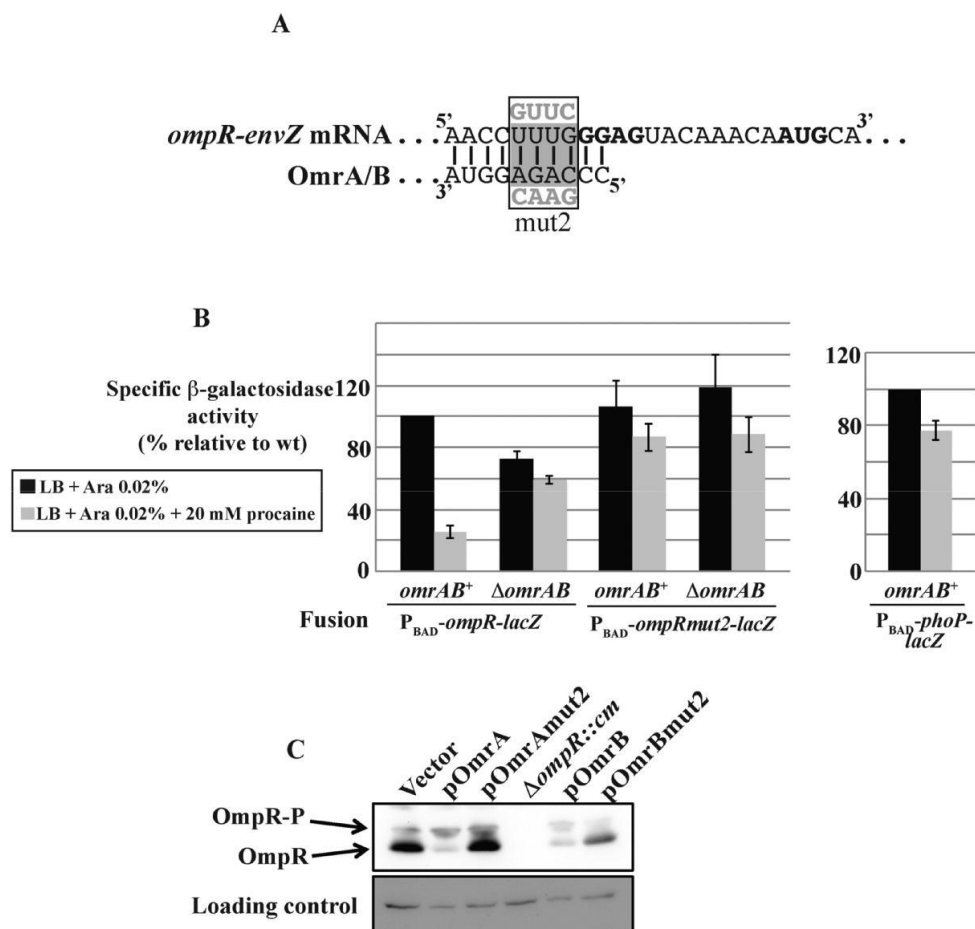 A
GUUC
ompR-envZ mRNA . . . 5' AACCUUUGGGAGUACAAACAAUGCA 3' . . .
OmrA/B . . . 3' AUGGAGACCC 5'
CAAG
mut2
B
Specific β-galactosidase
activity
(% relative to wt)
LB + Ara 0.02%
LB + Ara 0.02% + 20 mM procaine
120
80
40
0
120
80
40
0
omrAB⁺ ΔomrAB omrAB⁺ ΔomrAB omrAB⁺
Fusion P_BAD-ompR-lacZ P_BAD-ompRmut2-lacZ P_BAD-phoP-
lacZ
C
Vector pOmrA pOmrAmut2 ΔompR::cm pOmrB pOmrBmut2
OmpR-P
OmpR
Loading control